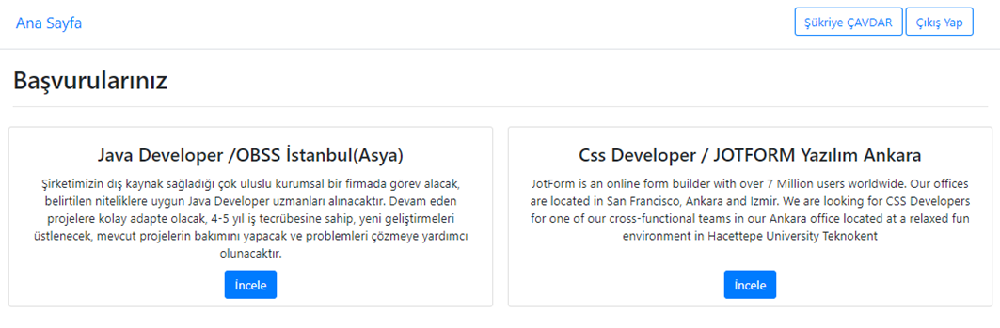 Ana Sayfa
Şükriye ÇAVDAR
Çıkış Yap
Başvurularınız
Java Developer /OBSS İstanbul(Asya)
Şirketimizin dış kaynak sağladığı çok uluslu kurumsal bir firmada görev alacak,
belirtilen niteliklere uygun Java Developer uzmanları alınacaktır. Devam eden
projelere kolay adapte olacak, 4-5 yıl iş tecrübesine sahip, yeni geliştirmeleri
üstlenecek, mevcut projelerin bakımını yapacak ve problemleri çözmeye yardımcı
olunacaktır.
İncele
Css Developer / JOTFORM Yazılım Ankara
JotForm is an online form builder with over 7 Million users worldwide. Our offices
are located in San Francisco, Ankara and Izmir. We are looking for CSS Developers
for one of our cross-functional teams in our Ankara office located at a relaxed fun
environment in Hacettepe University Teknokent
İncele